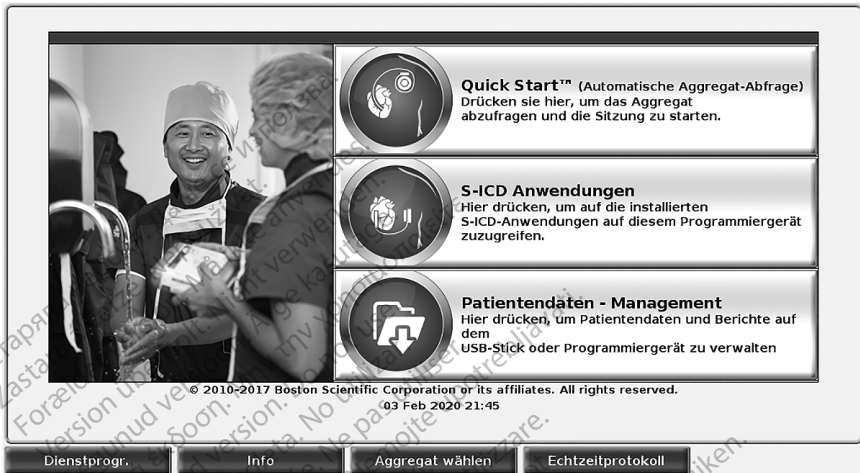 Quick Start™ (Automatische Aggregat-Abfrage)
Drücken sie hier, um das Aggregat
abzufragen und die Sitzung zu starten.
S-ICD Anwendungen
Hier drücken, um auf die installierten
S-ICD-Anwendungen auf diesem Programmiergerät
zuzugreifen.
Patientendaten - Management
Hier drücken, um Patientendaten und Berichte auf
dem
USB-Stick oder Programmiergerät zu verwalten
© 2010-2017 Boston Scientific Corporation or its affiliates. All rights reserved.
03 Feb 2020 21:45
Dienstprogr.
Info
Aggregat wählen
Echtzeitprotokoll